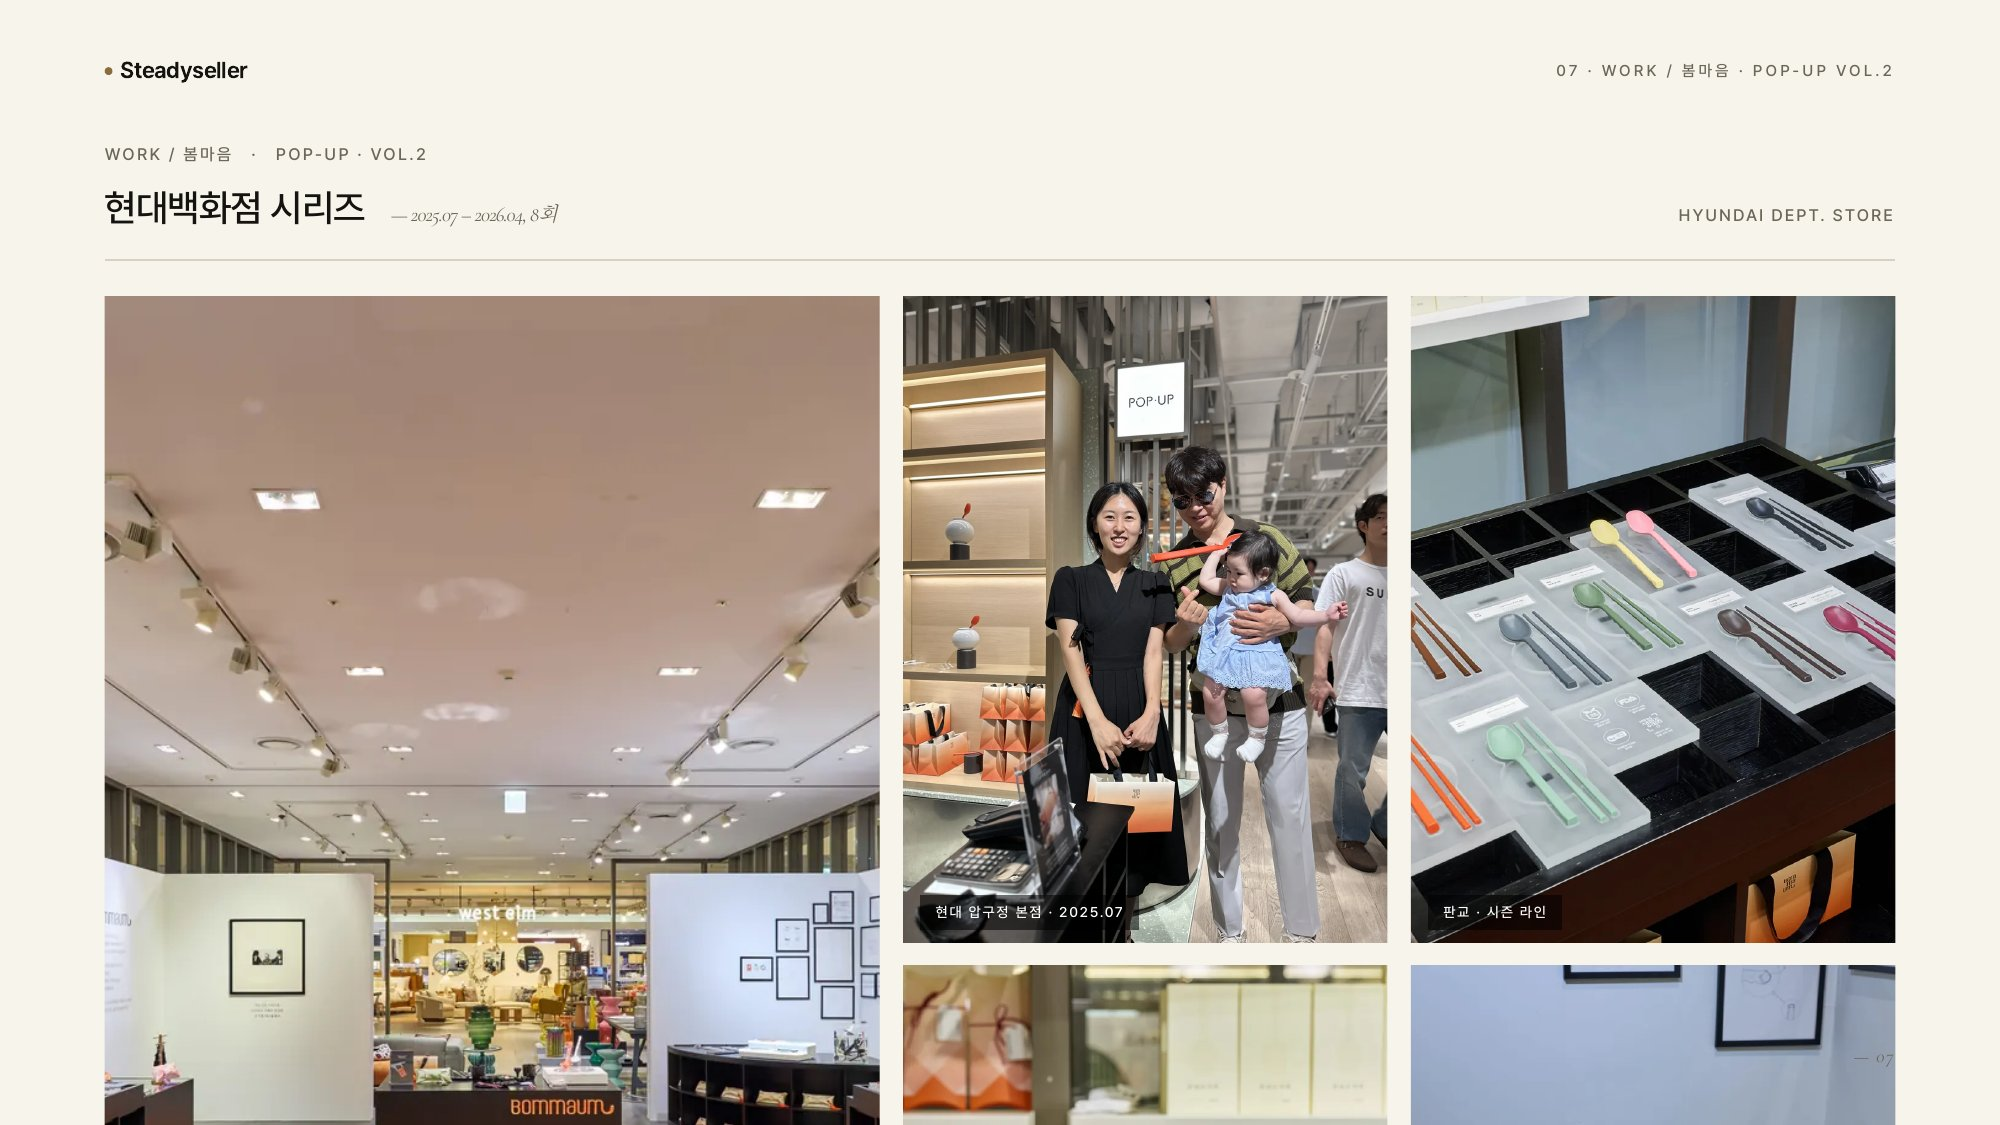 Steadyseller
07 · WORK / 봄마음 · POP-UP VOL.2
WORK / 봄마음 · POP-UP · VOL.2
현대백화점 시리즈 — 2025.07 – 2026.04, 8회
HYUNDAI DEPT. STORE
POP·UP
SU
현대 압구정 본점 · 2025.07
판교 · 시즌 라인
west elm
BOMMAUM
— 07